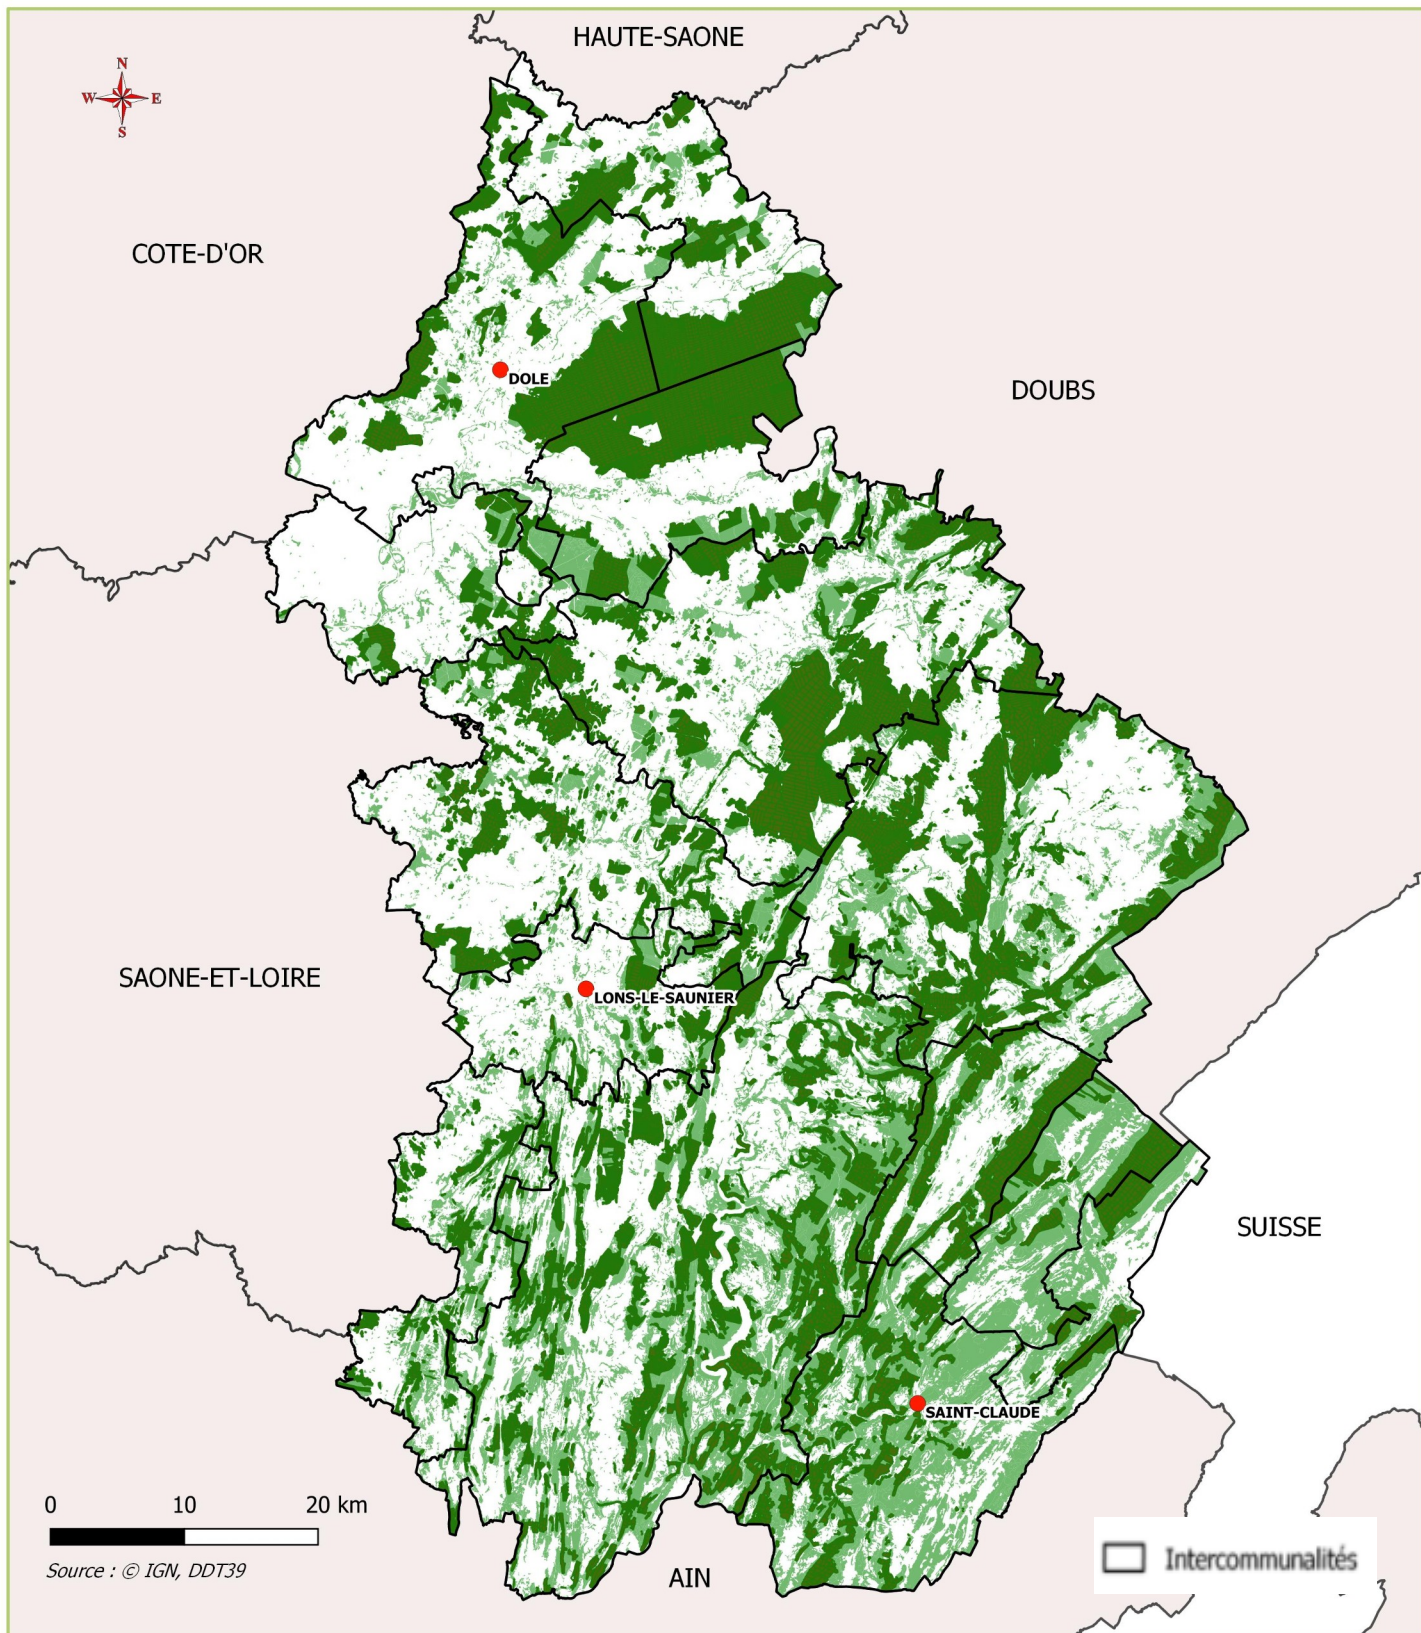 HAUTE-SAONE
N
W E
S
COTE-D'OR
DOUBS
DOLE
SAONE-ET-LOIRE
LONS-LE-SAUNIER
SUISSE
SAINT-CLAUDE
0 10 20 km
Source : © IGN, DDT39
AIN
Intercommunalités